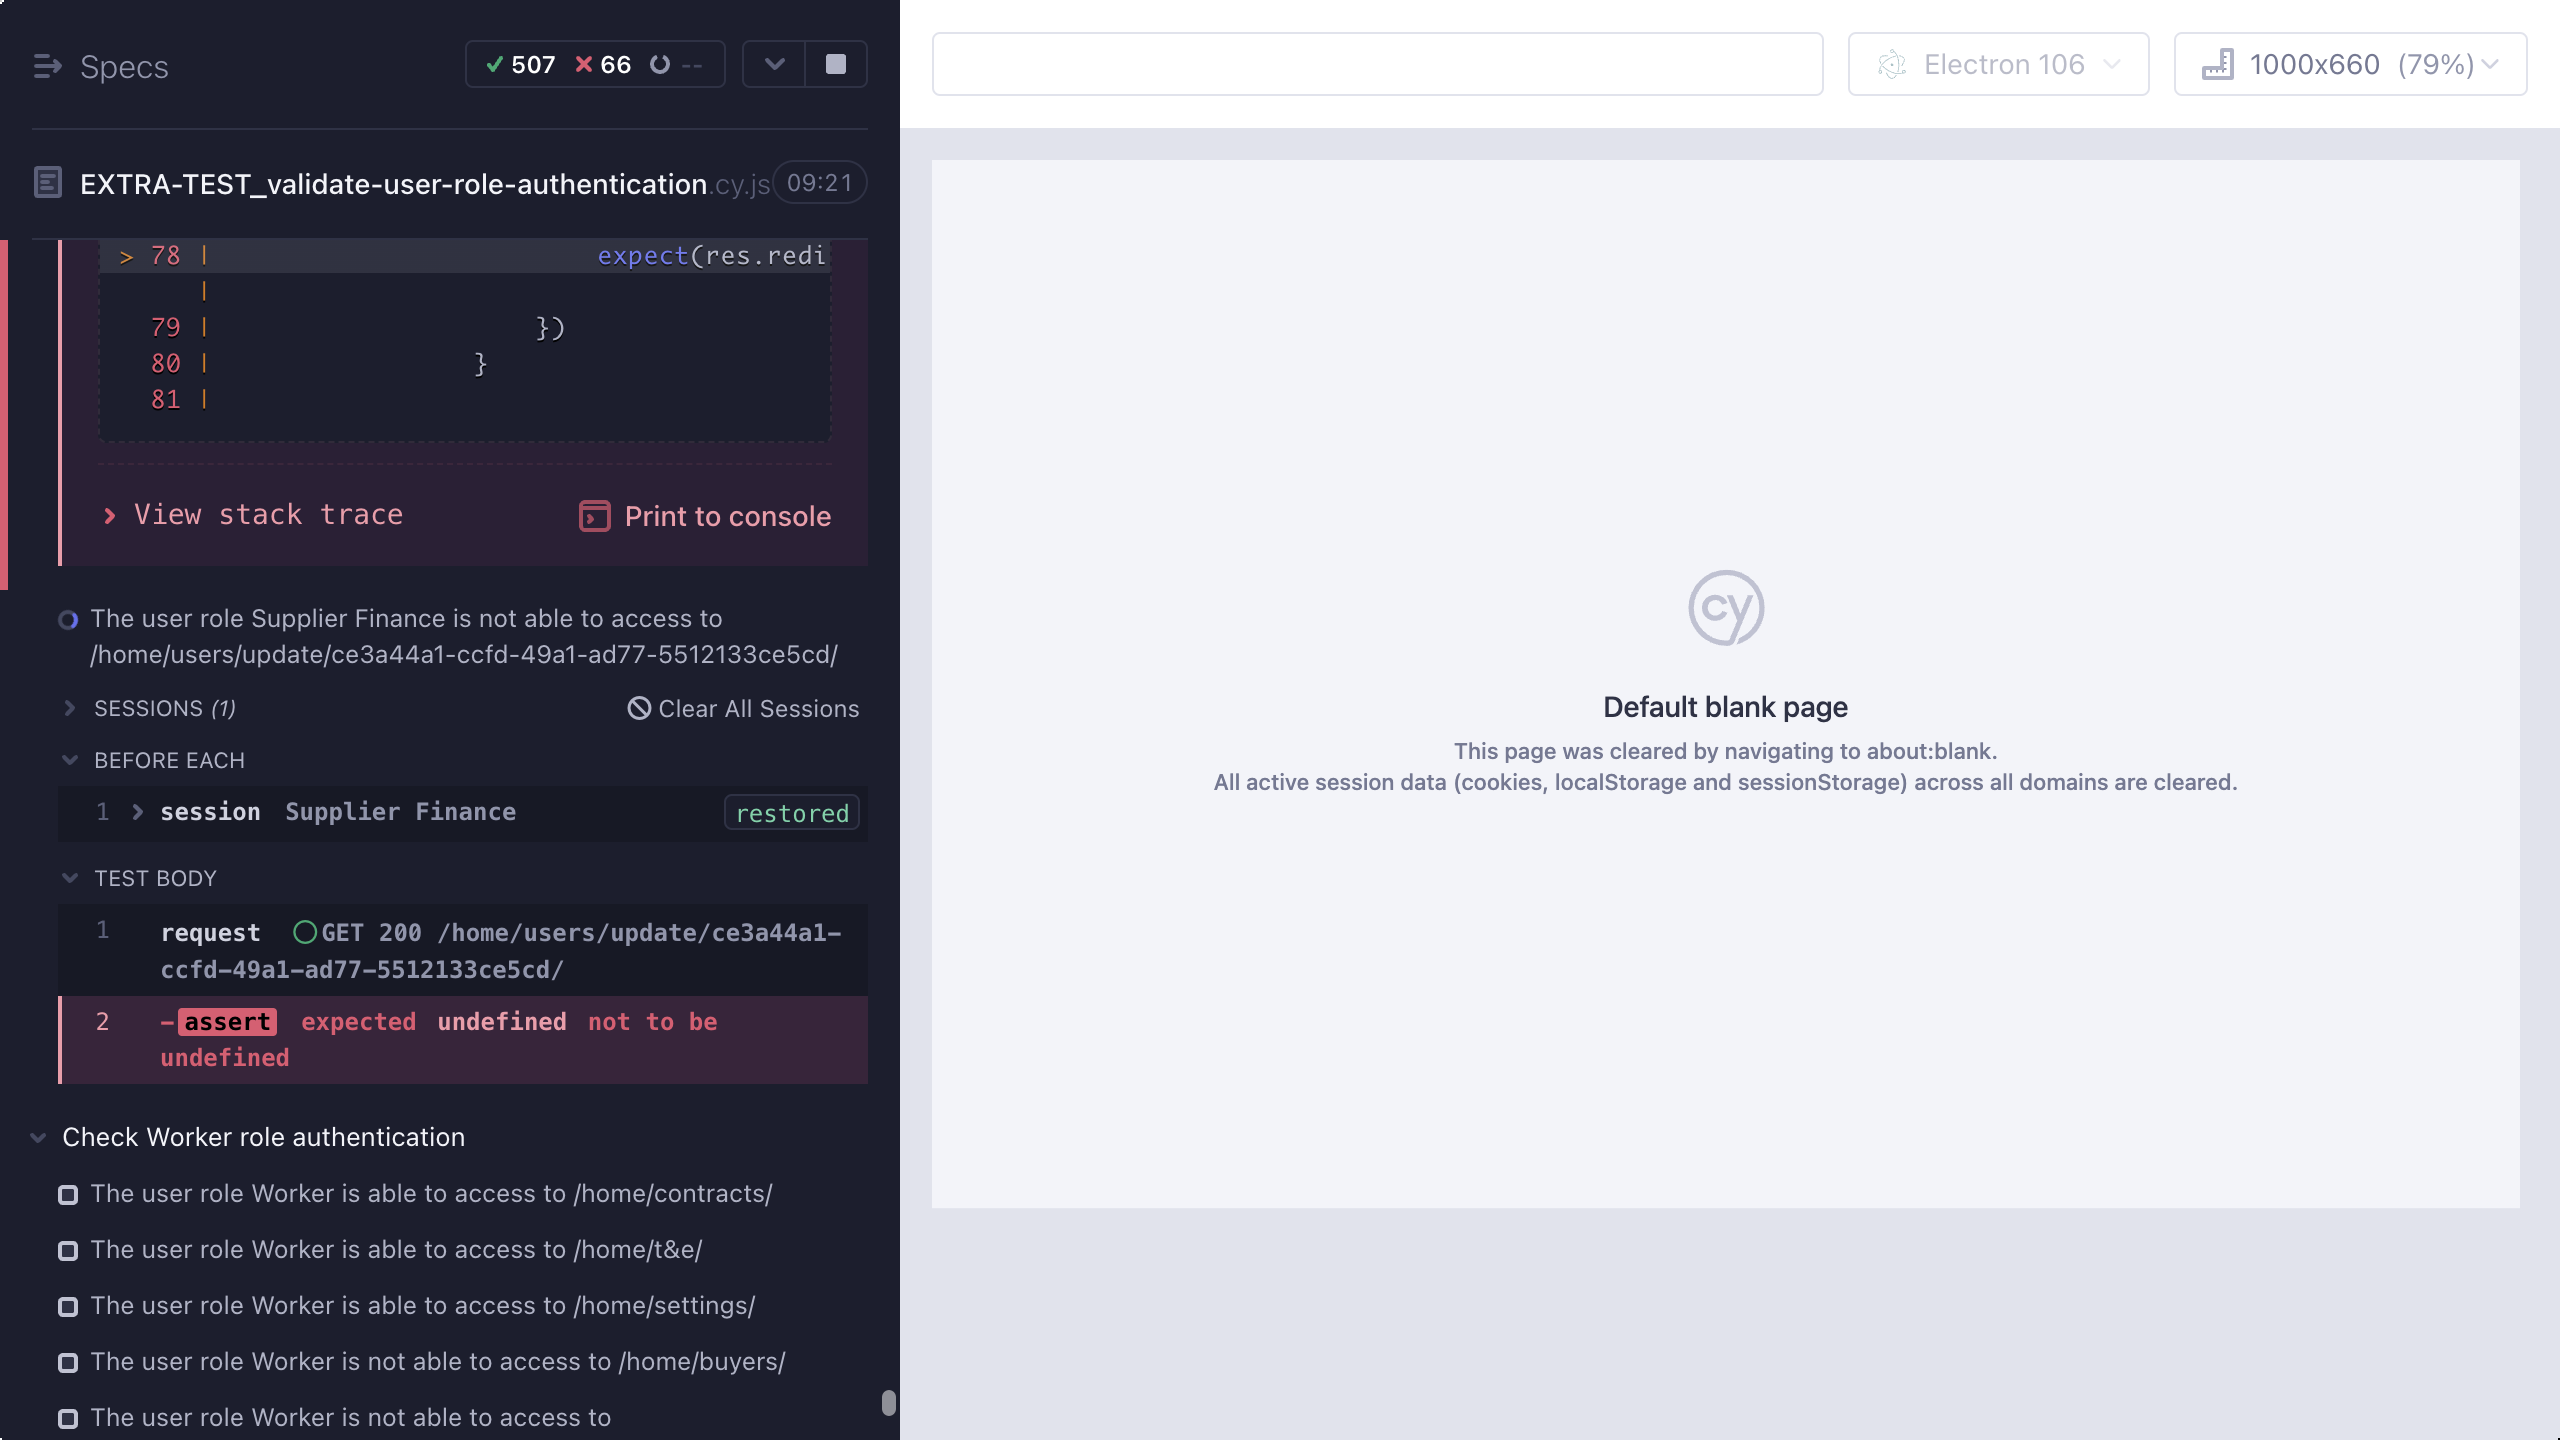 Specs
507 66 --
EXTRA-TEST_validate-user-role-authentication.cy.js 09:21
> 78 | expect(res.redi
|
79 | })
80 | }
81 |
View stack trace
Print to console
The user role Supplier Finance is not able to access to
/home/users/update/ce3a44a1-ccfd-49a1-ad77-5512133ce5cd/
SESSIONS (1)
Clear All Sessions
BEFORE EACH
1 session Supplier Finance restored
TEST BODY
1 request GET 200 /home/users/update/ce3a44a1-
ccfd-49a1-ad77-5512133ce5cd/
2 -assert expected undefined not to be
undefined
Check Worker role authentication
The user role Worker is able to access to /home/contracts/
The user role Worker is able to access to /home/t&e/
The user role Worker is able to access to /home/settings/
The user role Worker is not able to access to /home/buyers/
The user role Worker is not able to access to
Electron 106
1000x660 (79%)
cy
Default blank page
This page was cleared by navigating to about:blank.
All active session data (cookies, localStorage and sessionStorage) across all domains are cleared.